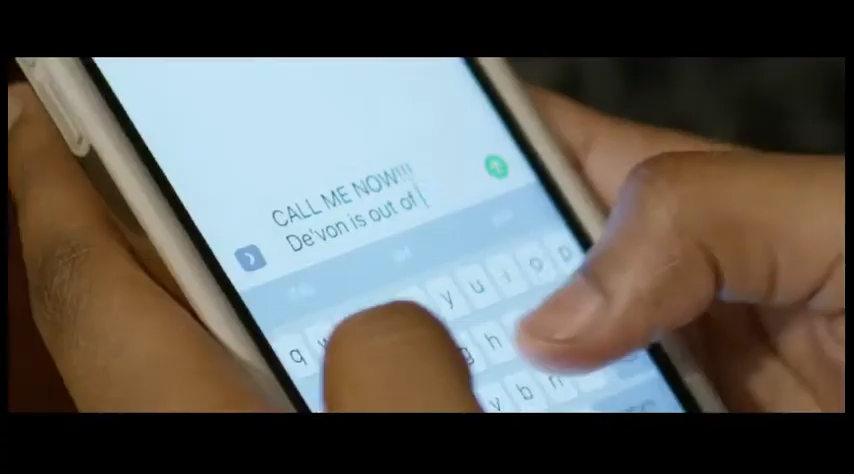 CALL ME NOW!!!
De'von is out of
q w y u i o p
g h
v b n